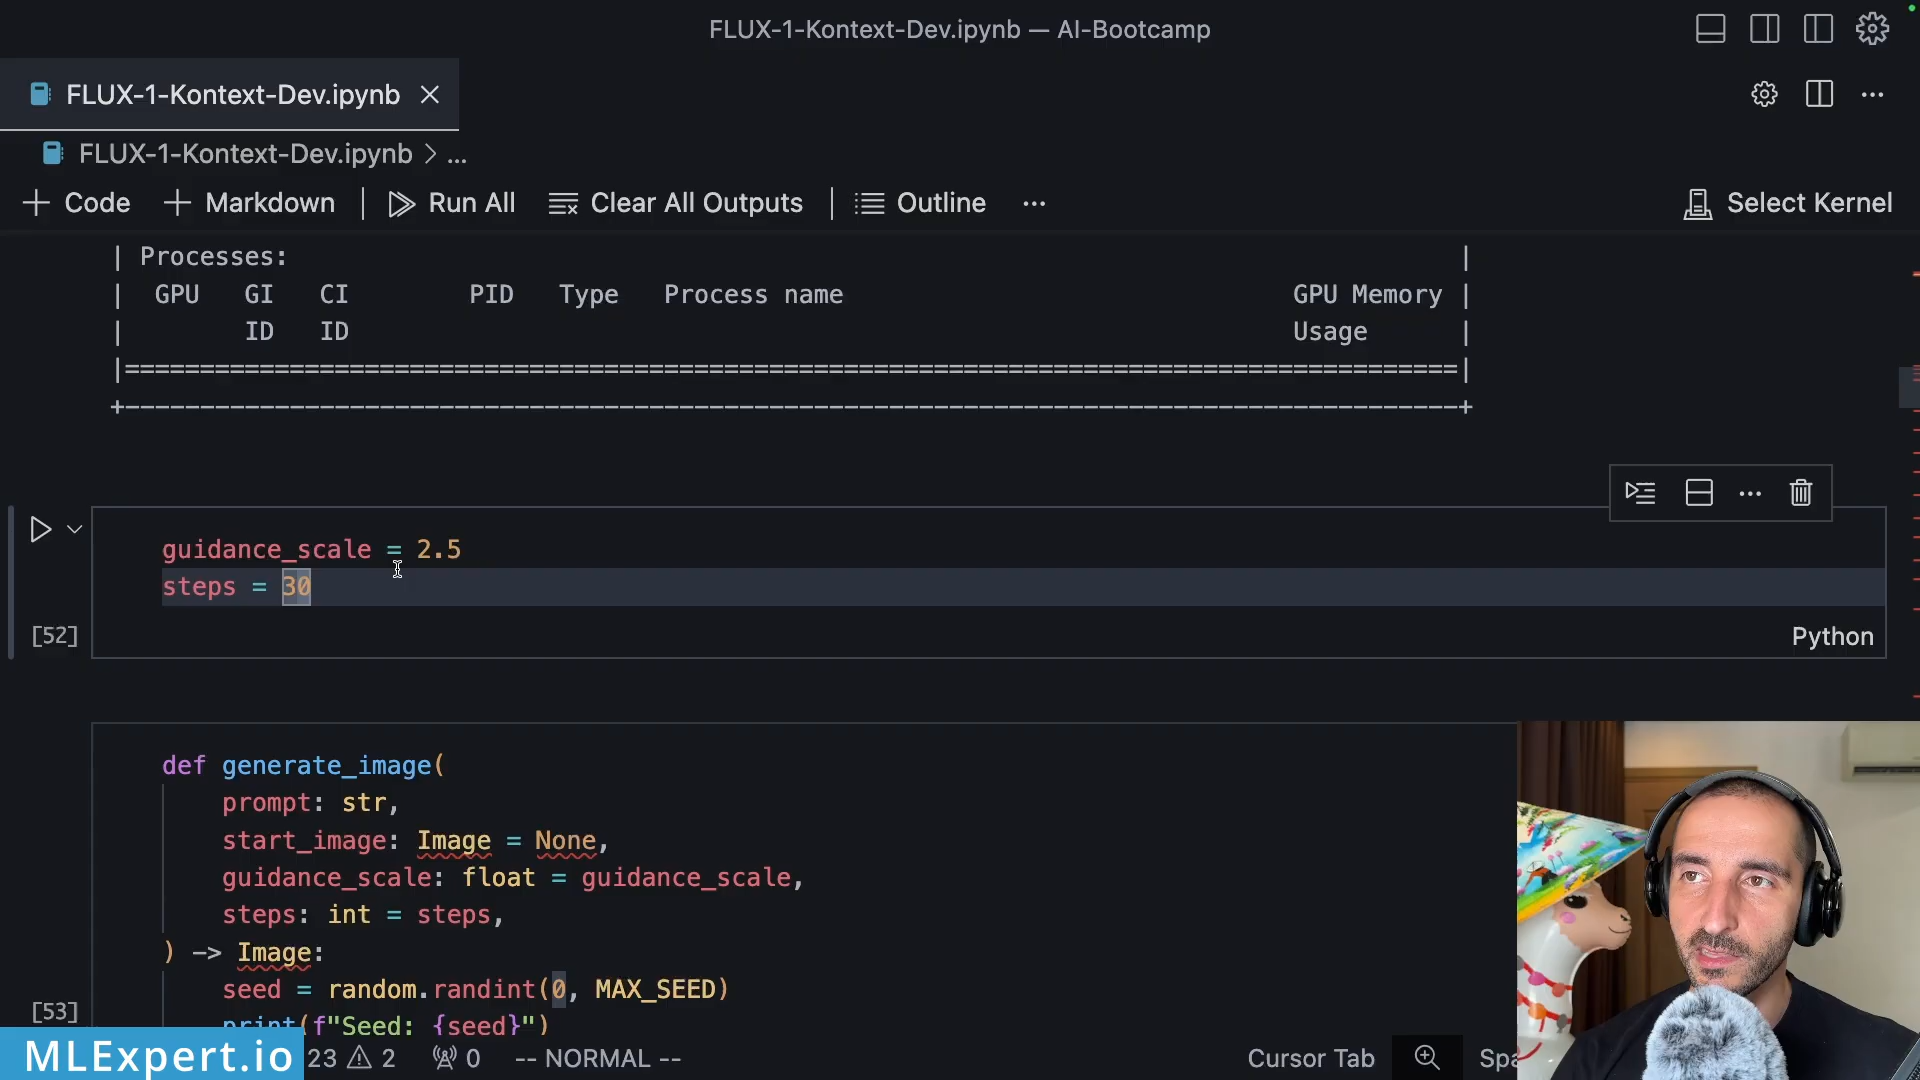 FLUX-1-Kontext-Dev.ipynb — AI-Bootcamp
FLUX-1-Kontext-Dev.ipynb
FLUX-1-Kontext-Dev.ipynb > ...
Code Markdown Run All Clear All Outputs Outline ... Select Kernel
| Processes: |
| GPU GI CI PID Type Process name GPU Memory |
| ID ID Usage |
|=========================================================================================|
+-----------------------------------------------------------------------------------------+
guidance_scale = 2.5
steps = 30
[52]
Python
def generate_image(
prompt: str,
start_image: Image = None,
guidance_scale: float = guidance_scale,
steps: int = steps,
) -> Image:
seed = random.randint(0, MAX_SEED)
[53]
print(f"Seed: {seed}")
MLExpert.io
23 2 0 -- NORMAL -- Cursor Tab